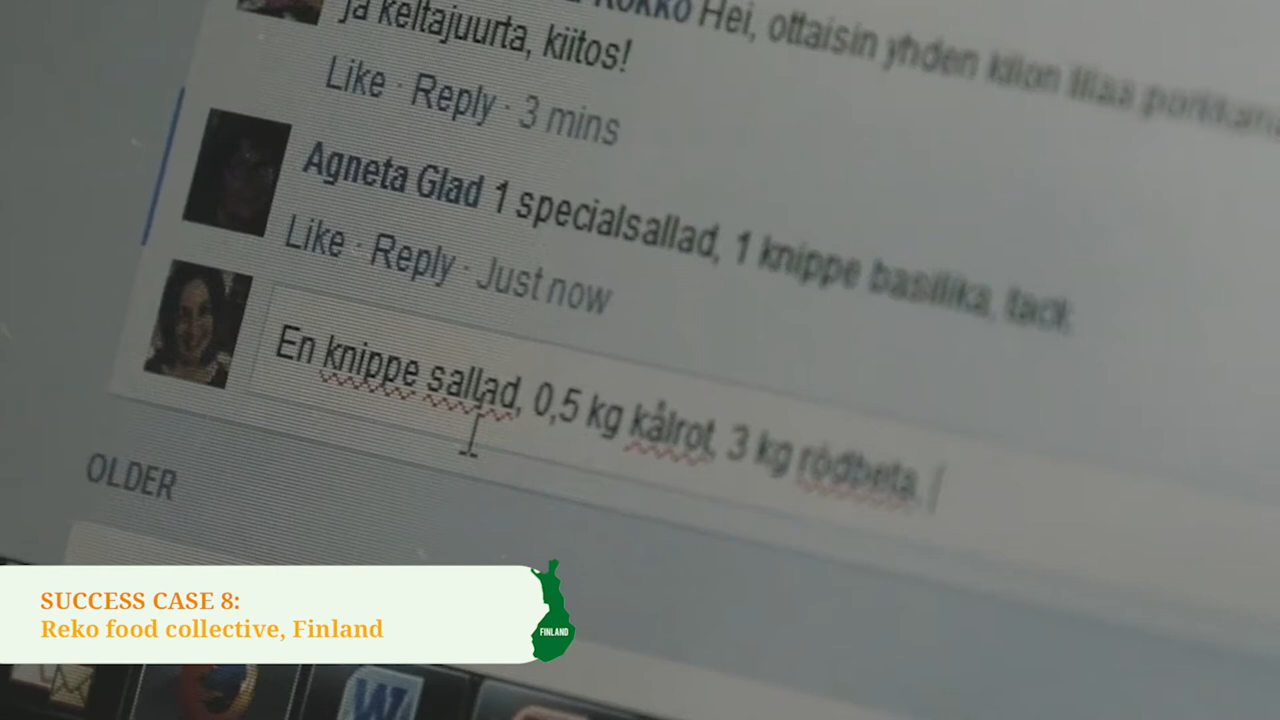 Kokko Hei, ottaisin yhden kilon lilaa porkkanaa
ja keltajuurta, kiitos!
Like · Reply · 3 mins
Agneta Glad 1 specialsallad, 1 knippe basilika, tack
Like · Reply · Just now
En knippe sallad, 0,5 kg kålrot, 3 kg rödbeta.
OLDER
SUCCESS CASE 8:
Reko food collective, Finland
FINLAND